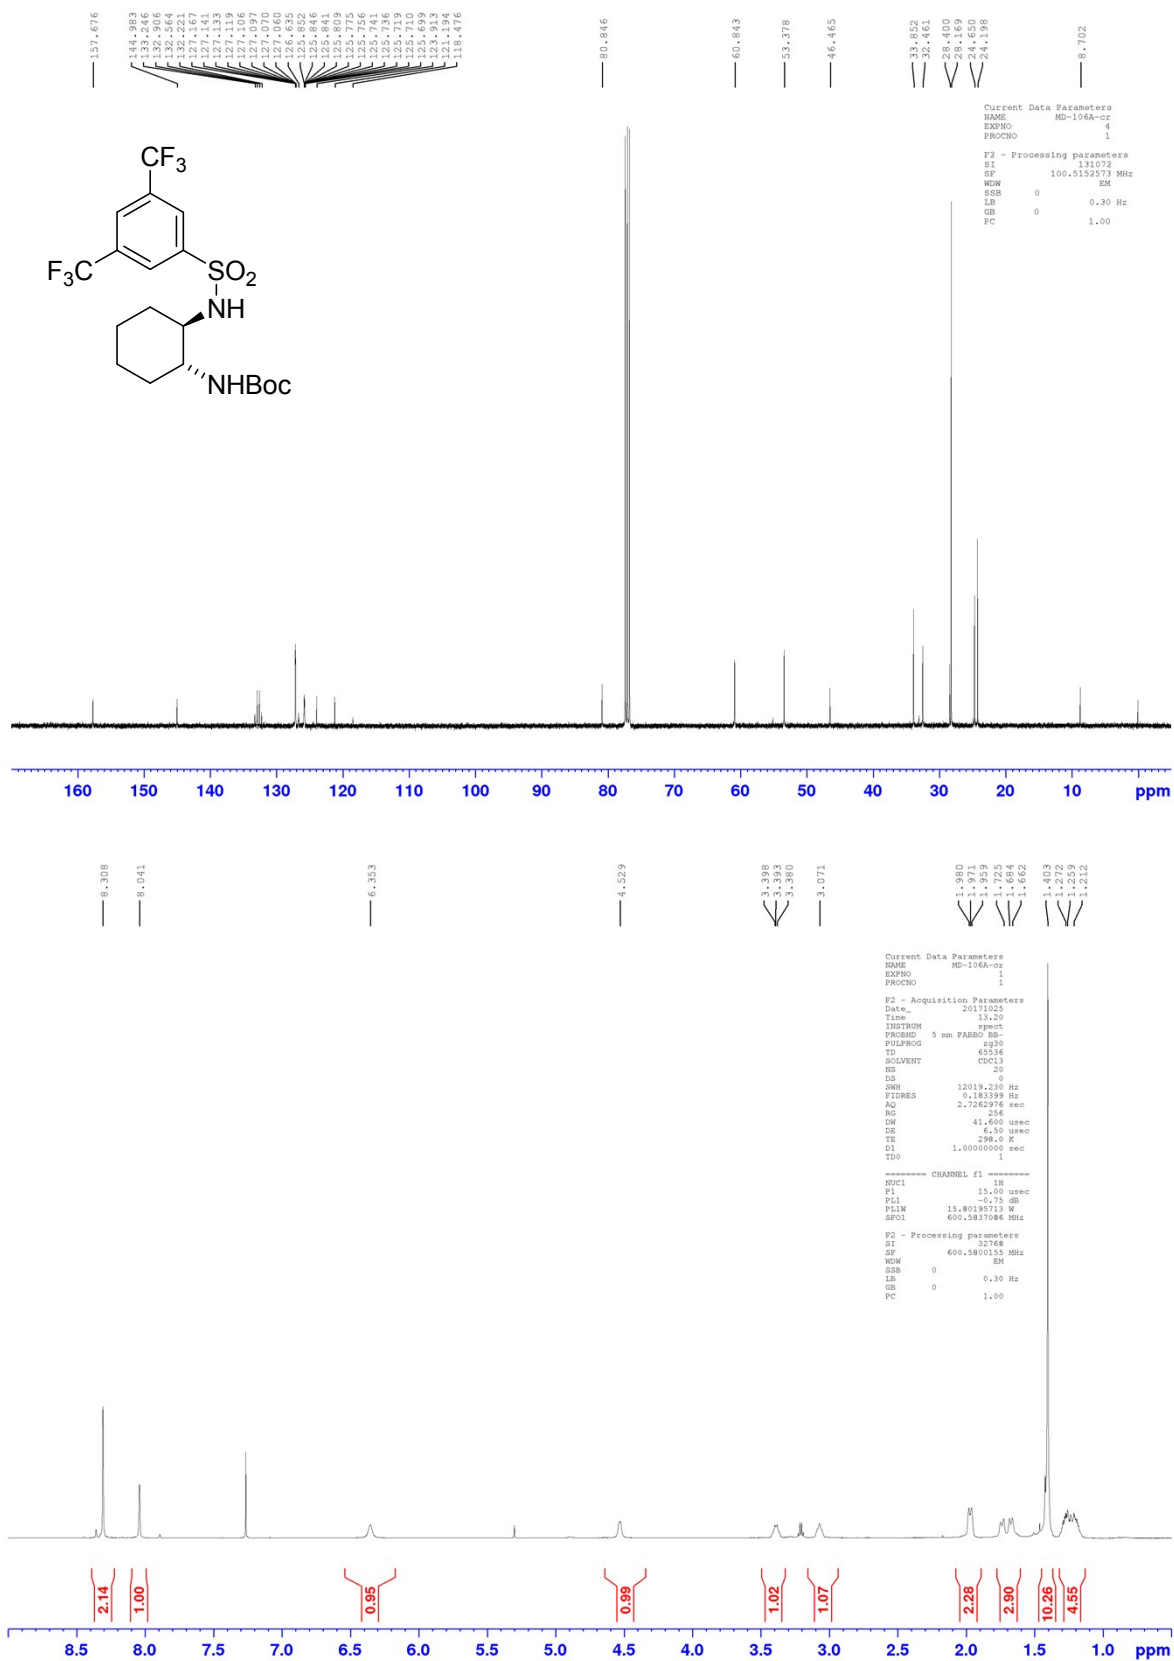 157.676
144.983
133.246
132.906
132.564
132.221
127.167
127.141
127.133
127.119
127.106
127.097
127.070
127.060
126.635
125.852
125.846
125.841
125.809
125.775
125.756
125.741
125.736
125.719
125.710
125.699
123.913
121.194
118.476
80.846
60.843
53.378
46.465
33.852
32.461
28.400
28.169
24.650
24.198
8.702
Current Data Parameters
NAME MD-106A-cr
EXPNO 4
PROCNO 1
F2 - Processing parameters
SI 131072
SF 100.5152573 MHz
WDW EM
SSB 0
LB 0.30 Hz
GB 0
PC 1.00
CF3
F3C
SO2
NH
NHBoc
160 150 140 130 120 110 100 90 80 70 60 50 40 30 20 10 ppm
8.308
8.041
6.353
4.529
3.398
3.393
3.380
3.071
1.980
1.971
1.959
1.725
1.684
1.662
1.403
1.272
1.259
1.212
Current Data Parameters
NAME MD-106A-cr
EXPNO 1
PROCNO 1
F2 - Acquisition Parameters
Date_ 20171025
Time 13.20
INSTRUM spect
PROBHD 5 mm PABBO BB-
PULPROG zg30
TD 65536
SOLVENT CDCl3
NS 20
DS 0
SWH 12019.230 Hz
FIDRES 0.183399 Hz
AQ 2.7262976 sec
RG 256
DW 41.600 usec
DE 6.50 usec
TE 298.0 K
D1 1.00000000 sec
TD0 1
======== CHANNEL f1 ========
NUC1 1H
P1 15.00 usec
PL1 -0.75 dB
PL1W 15.80195713 W
SFO1 600.5837086 MHz
F2 - Processing parameters
SI 32768
SF 600.5800155 MHz
WDW EM
SSB 0
LB 0.30 Hz
GB 0
PC 1.00
2.14
1.00
0.95
0.99
1.02
1.07
2.28
2.90
10.26
4.55
8.5 8.0 7.5 7.0 6.5 6.0 5.5 5.0 4.5 4.0 3.5 3.0 2.5 2.0 1.5 1.0 ppm